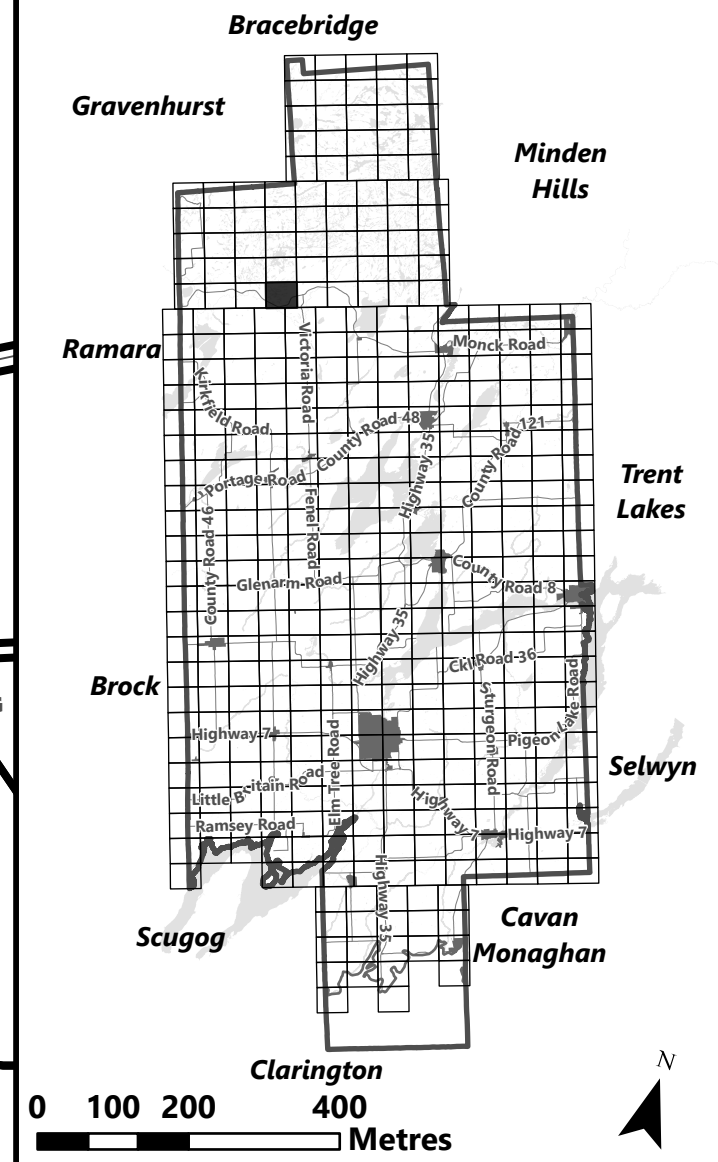 Bracebridge
Gravenhurst
Minden
Hills
Ramara
Monck Road
Victoria Road
Kirkfield Road
County Road 48
County Road 121
Highway 35
Portage Road
Fenel Road
Trent
Lakes
County Road 46
Glenarm Road
County Road 8
Highway 35
Ckl Road 36
Brock
Sturgeon Road
Pigeon Lake Road
Highway 7
Elm Tree Road
Selwyn
Little Britain Road
Highway 7
Ramsey Road
Highway 7
Highway 35
Scugog
Cavan
Monaghan
Clarington
N
0 100 200 400
Metres